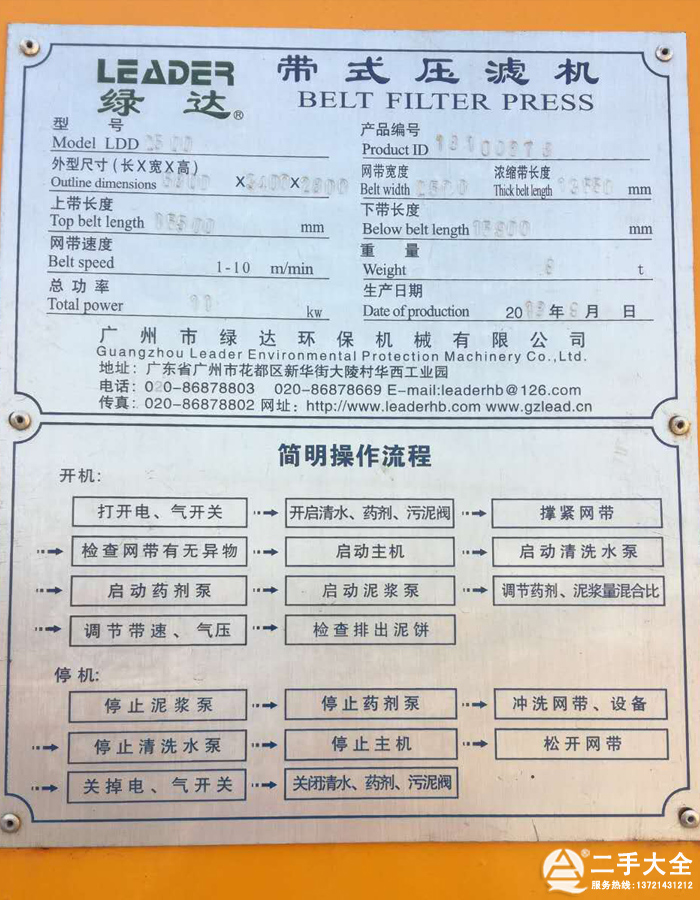 LEADER 带式压滤机
绿达® BELT FILTER PRESS
型号 产品编号
Model LDD Product ID
外型尺寸(长X宽X高) 网带宽度 浓缩带长度
Outline dimensions X X Belt width Thick belt length mm
上带长度 下带长度
Top belt length mm Below belt length mm
网带速度 重量
Belt speed 1-10 m/min Weight t
总功率 生产日期
Total power kw Date of production 20 年 月 日
广州市绿达环保机械有限公司
Guangzhou Leader Environmental Protection Machinery Co.,Ltd.
地址: 广东省广州市花都区新华街大陵村华西工业园
电话: 020-86878803 020-86878669 E-mail:leaderhb@126.com
传真: 020-86878802 网址: http://www.leaderhb.com www.gzlead.cn
简明操作流程
开机:
打开电、气开关 开启清水、药剂、污泥阀 撑紧网带
检查网带有无异物 启动主机 启动清洗水泵
启动药剂泵 启动泥浆泵 调节药剂、泥浆量混合比
调节带速、气压 检查排出泥饼
停机:
停止泥浆泵 停止药剂泵 冲洗网带、设备
停止清洗水泵 停止主机 松开网带
关掉电、气开关 关闭清水、药剂、污泥阀
®二手大全
服务热线:13721431212